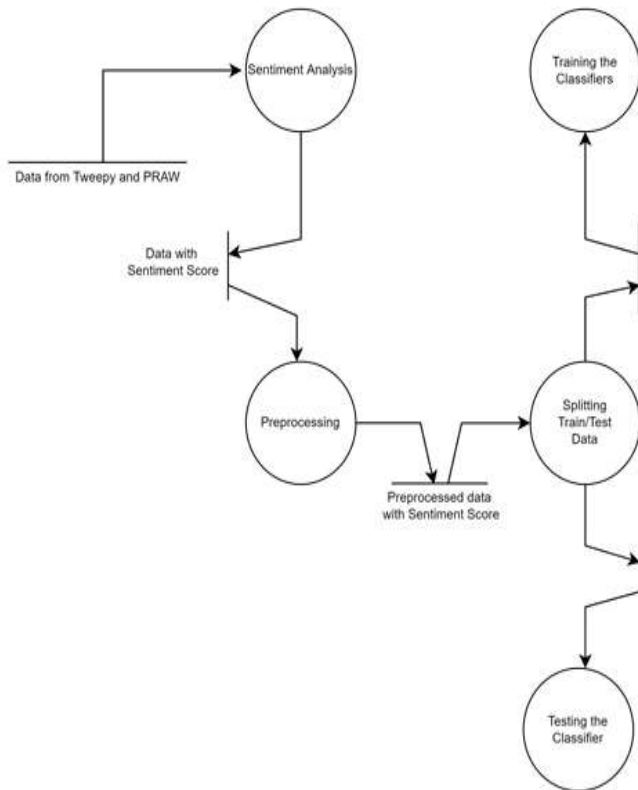 Sentiment Analysis
Training the
Classifiers
Data from Tweepy and PRAW
Data with
Sentiment Score
Preprocessing
Splitting
Train/Test
Data
Preprocessed data
with Sentiment Score
Testing the
Classifier